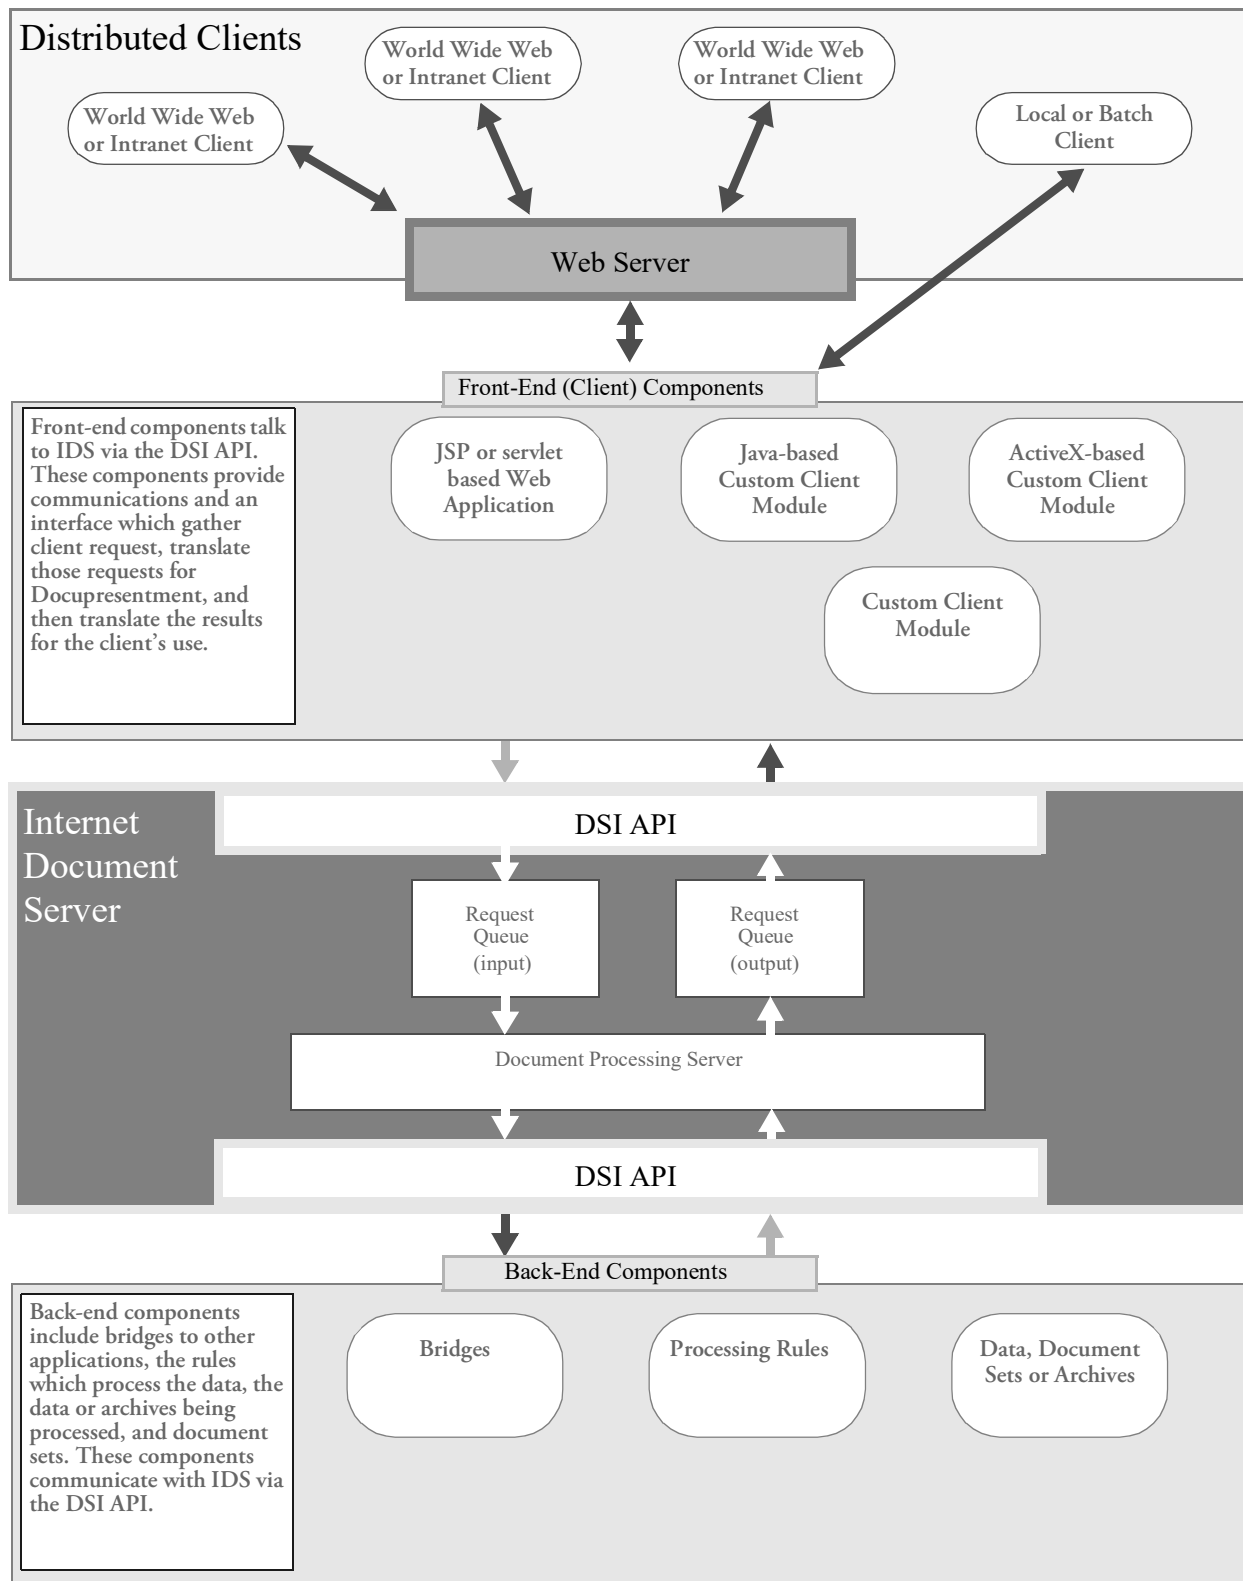 Distributed Clients
World Wide Web
or Intranet Client
World Wide Web
or Intranet Client
World Wide Web
or Intranet Client
Local or Batch
Client
Web Server
Front-End (Client) Components
Front-end components talk
to IDS via the DSI API.
These components provide
communications and an
interface which gather
client request, translate
those requests for
Docupresentment, and
then translate the results
for the client’s use.
JSP or servlet
based Web
Application
Java-based
Custom Client
Module
ActiveX-based
Custom Client
Module
Custom Client
Module
Internet
Document
Server
DSI API
Request
Queue
(input)
Request
Queue
(output)
Document Processing Server
DSI API
Back-End Components
Back-end components
include bridges to other
applications, the rules
which process the data, the
data or archives being
processed, and document
sets. These components
communicate with IDS via
the DSI API.
Bridges
Processing Rules
Data, Document
Sets or Archives